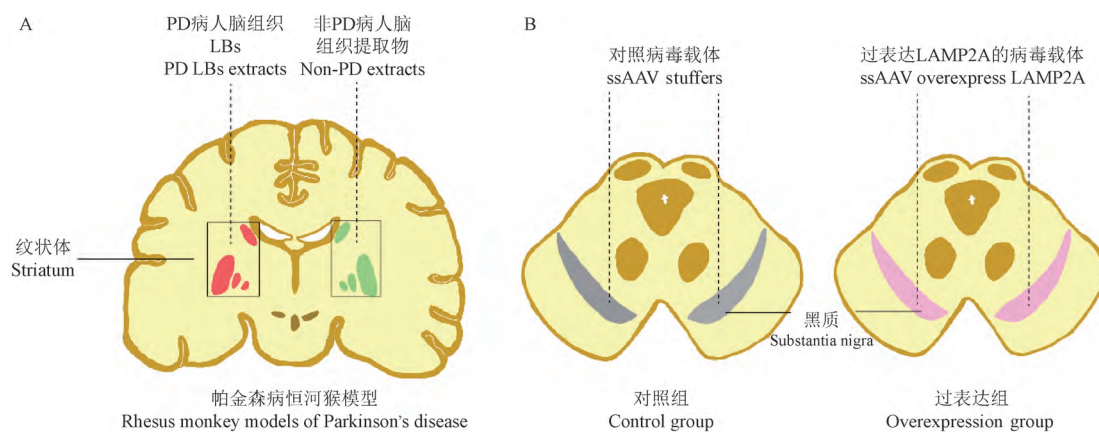 A
PD病人脑组织
LBs
PD LBs extracts
非PD病人脑
组织提取物
Non-PD extracts
纹状体
Striatum
帕金森病恒河猴模型
Rhesus monkey models of Parkinson’s disease
B
对照病毒载体
ssAAV stuffers
过表达LAMP2A的病毒载体
ssAAV overexpress LAMP2A
黑质
Substantia nigra
对照组
Control group
过表达组
Overexpression group